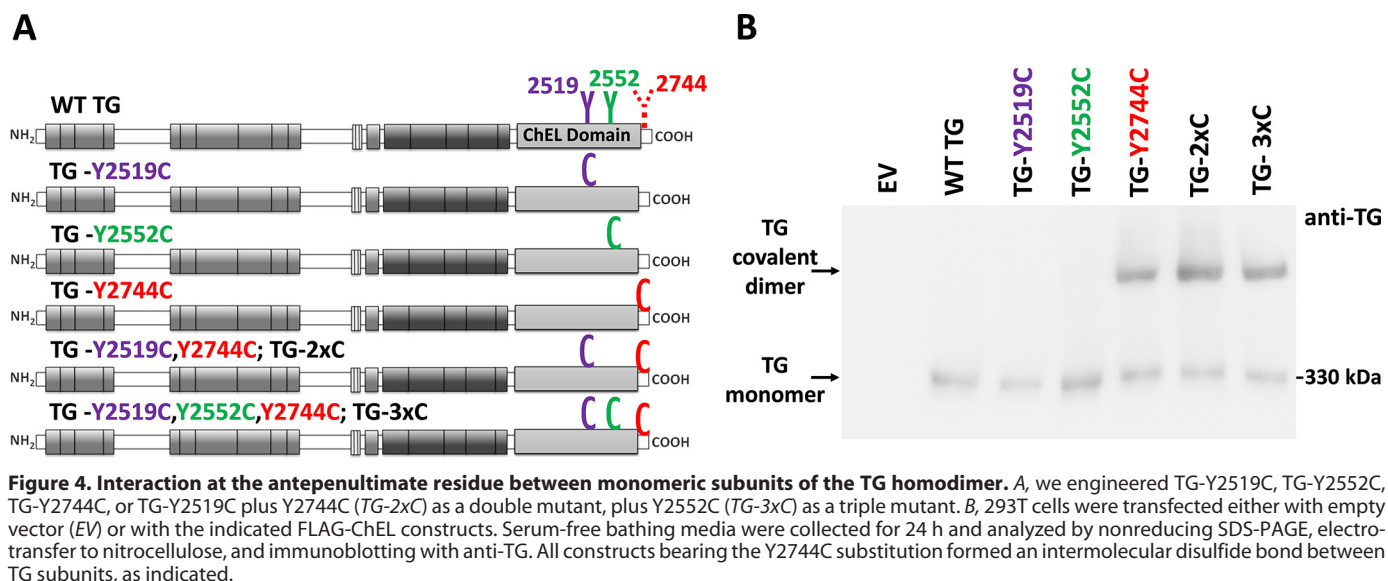 A
WT TG
2519
2552
2744
Y
Y
Y
NH2
ChEL Domain
COOH
TG -Y2519C
C
NH2
COOH
TG -Y2552C
C
NH2
COOH
TG -Y2744C
C
NH2
COOH
TG -Y2519C,Y2744C; TG-2xC
C
C
NH2
COOH
TG -Y2519C,Y2552C,Y2744C; TG-3xC
C
C
C
NH2
COOH
B
EV
WT TG
TG-Y2519C
TG-Y2552C
TG-Y2744C
TG-2xC
TG- 3xC
anti-TG
TG
covalent
dimer
TG
monomer
-330 kDa
Figure 4. Interaction at the antepenultimate residue between monomeric subunits of the TG homodimer. A, we engineered TG-Y2519C, TG-Y2552C,
TG-Y2744C, or TG-Y2519C plus Y2744C (TG-2xC) as a double mutant, plus Y2552C (TG-3xC) as a triple mutant. B, 293T cells were transfected either with empty
vector (EV) or with the indicated FLAG-ChEL constructs. Serum-free bathing media were collected for 24 h and analyzed by nonreducing SDS-PAGE, electro-
transfer to nitrocellulose, and immunoblotting with anti-TG. All constructs bearing the Y2744C substitution formed an intermolecular disulfide bond between
TG subunits, as indicated.